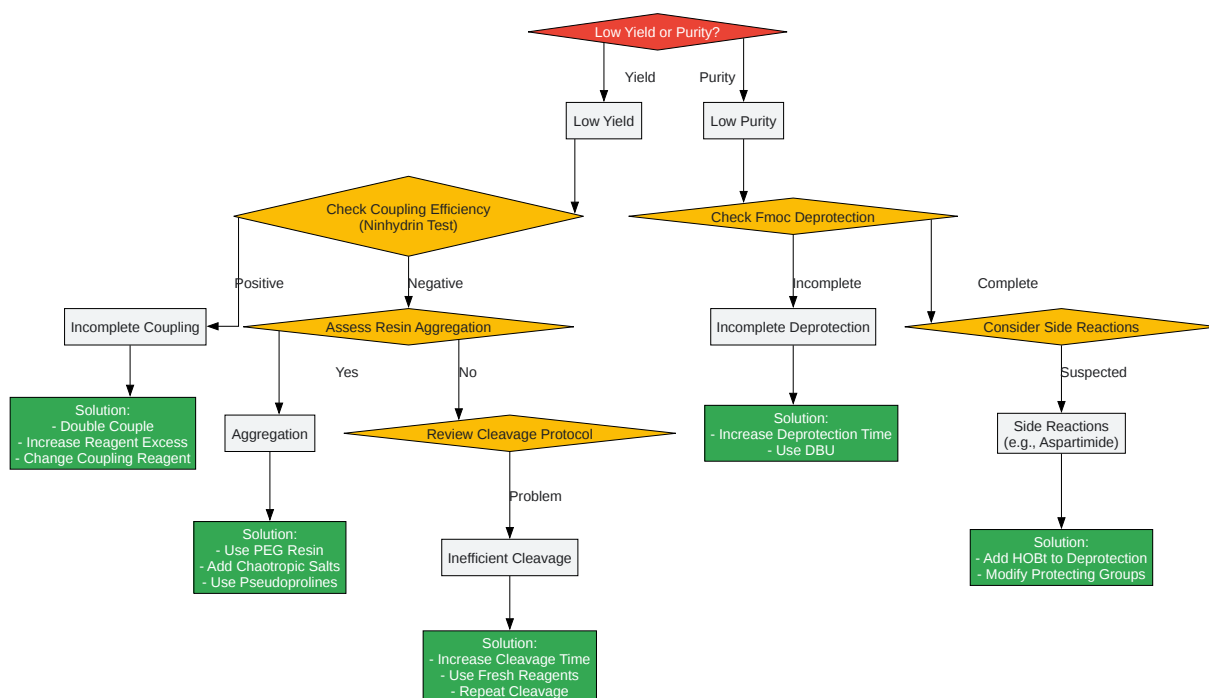 Low Yield or Purity?
Yield
Purity
Low Yield
Low Purity
Check Coupling Efficiency
(Ninhydrin Test)
Check Fmoc Deprotection
Positive
Negative
Incomplete
Complete
Incomplete Coupling
Assess Resin Aggregation
Incomplete Deprotection
Consider Side Reactions
Yes
No
Suspected
Solution:
- Double Couple
- Increase Reagent Excess
- Change Coupling Reagent
Aggregation
Review Cleavage Protocol
Solution:
- Increase Deprotection Time
- Use DBU
Side Reactions
(e.g., Aspartimide)
Problem
Solution:
- Use PEG Resin
- Add Chaotropic Salts
- Use Pseudoprolines
Inefficient Cleavage
Solution:
- Add HOBt to Deprotection
- Modify Protecting Groups
Solution:
- Increase Cleavage Time
- Use Fresh Reagents
- Repeat Cleavage